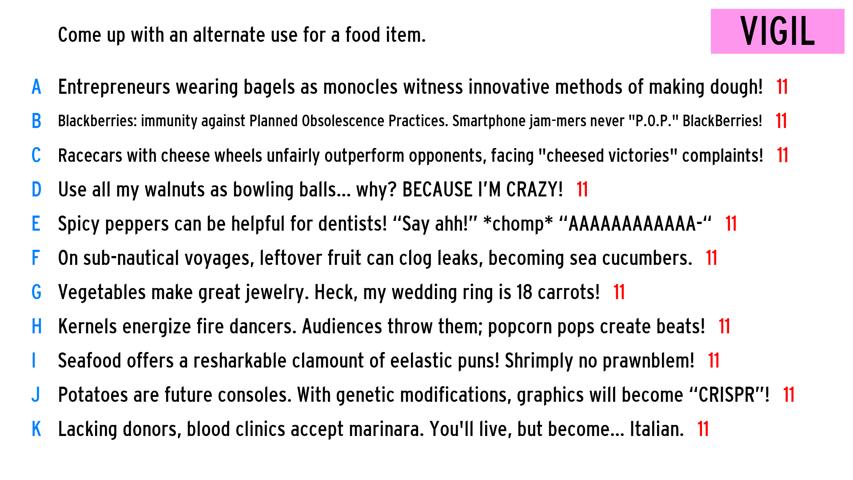 Come up with an alternate use for a food item.
VIGIL
A Entrepreneurs wearing bagels as monocles witness innovative methods of making dough! 11
B Blackberries: immunity against Planned Obsolescence Practices. Smartphone jam-mers never "P.O.P." BlackBerries! 11
C Racecars with cheese wheels unfairly outperform opponents, facing "cheesed victories" complaints! 11
D Use all my walnuts as bowling balls... why? BECAUSE I'M CRAZY! 11
E Spicy peppers can be helpful for dentists! “Say ahh!” *chomp* “AAAAAAAAAAAA-“ 11
F On sub-nautical voyages, leftover fruit can clog leaks, becoming sea cucumbers. 11
G Vegetables make great jewelry. Heck, my wedding ring is 18 carrots! 11
H Kernels energize fire dancers. Audiences throw them; popcorn pops create beats! 11
I Seafood offers a resharkable clamount of eelastic puns! Shrimply no prawnblem! 11
J Potatoes are future consoles. With genetic modifications, graphics will become “CRISPR”! 11
K Lacking donors, blood clinics accept marinara. You'll live, but become... Italian. 11